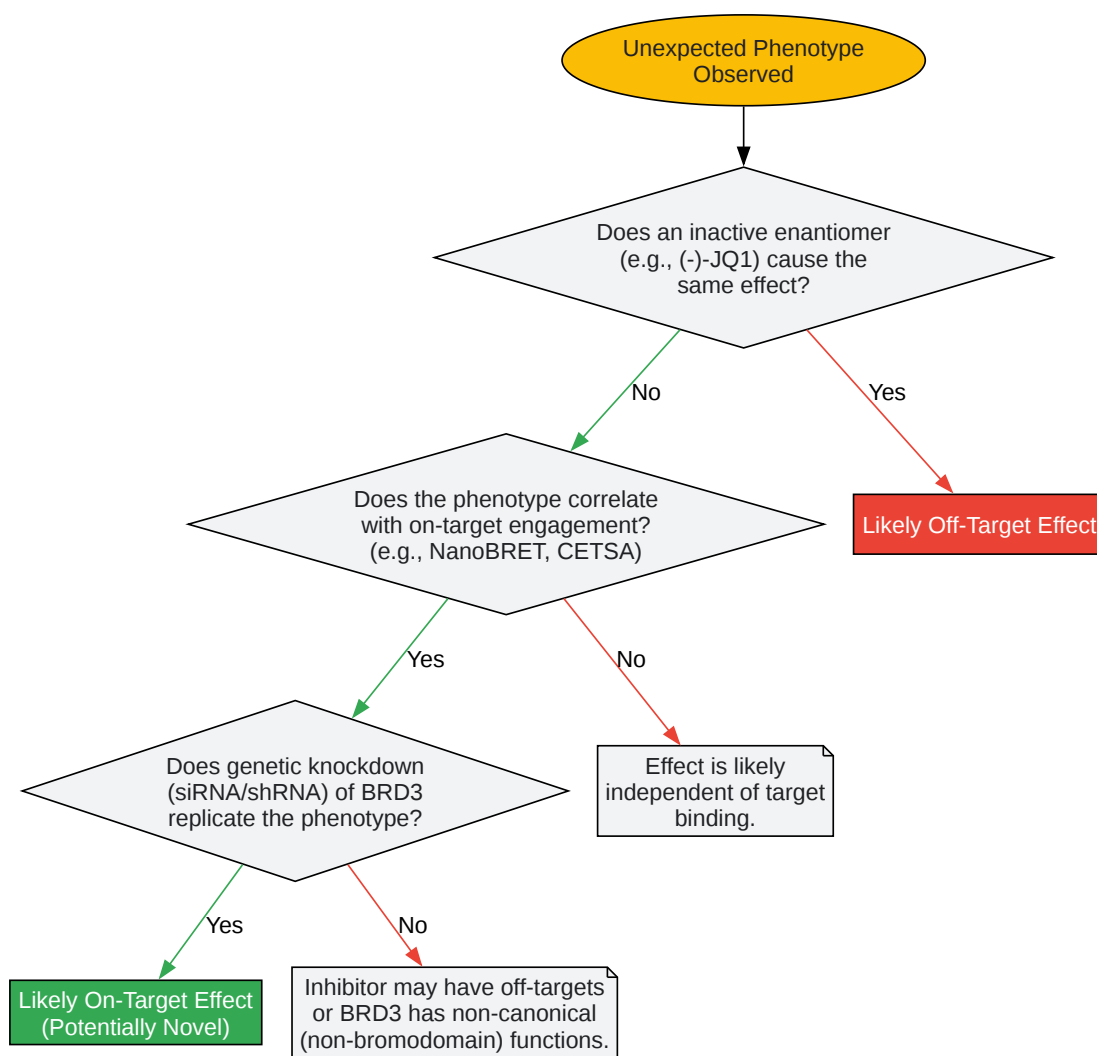 Unexpected Phenotype
Observed
Does an inactive enantiomer
(e.g., (-)-JQ1) cause the
same effect?
No
Yes
Does the phenotype correlate
with on-target engagement?
(e.g., NanoBRET, CETSA)
Likely Off-Target Effect
Yes
No
Does genetic knockdown
(siRNA/shRNA) of BRD3
replicate the phenotype?
Effect is likely
independent of target
binding.
Yes
No
Likely On-Target Effect
(Potentially Novel)
Inhibitor may have off-targets
or BRD3 has non-canonical
(non-bromodomain) functions.